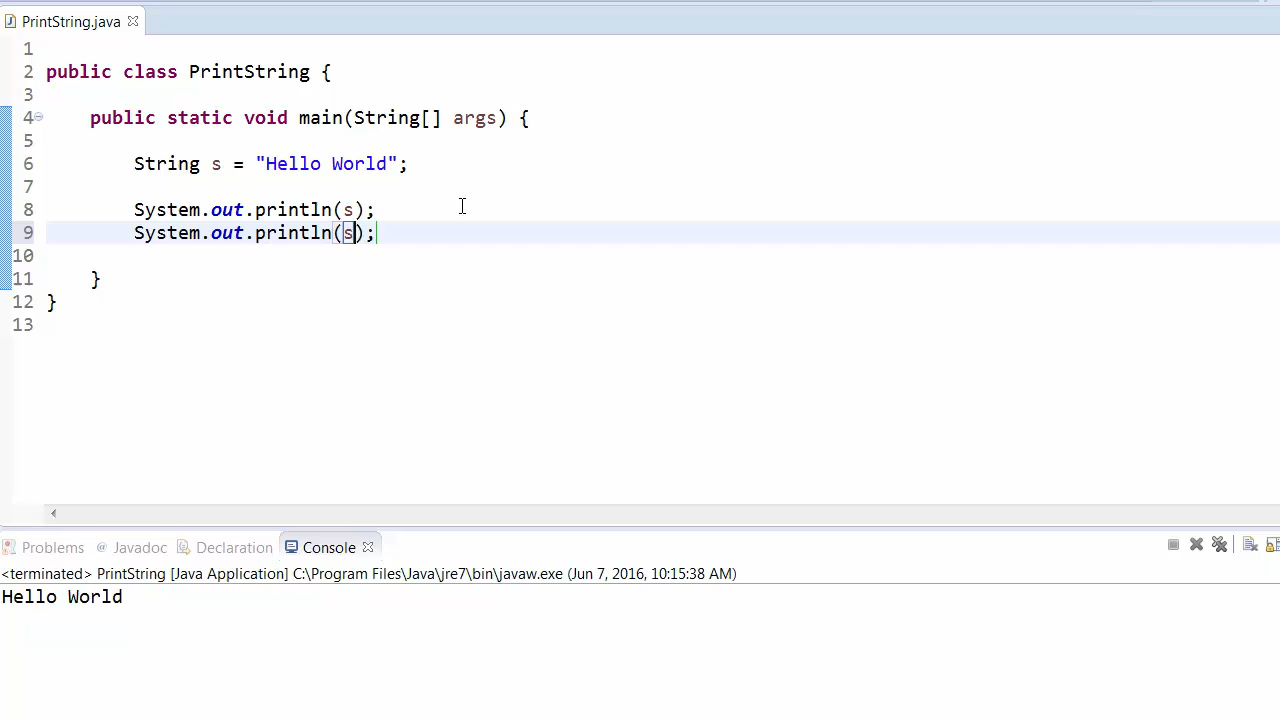 PrintString.java
1
2 public class PrintString {
3
4 public static void main(String[] args) {
5
6 String s = "Hello World";
7
8 System.out.println(s);
9 System.out.println(s);
10
11 }
12 }
13
Problems @ Javadoc Declaration Console
<terminated> PrintString [Java Application] C:\Program Files\Java\jre7\bin\javaw.exe (Jun 7, 2016, 10:15:38 AM)
Hello World